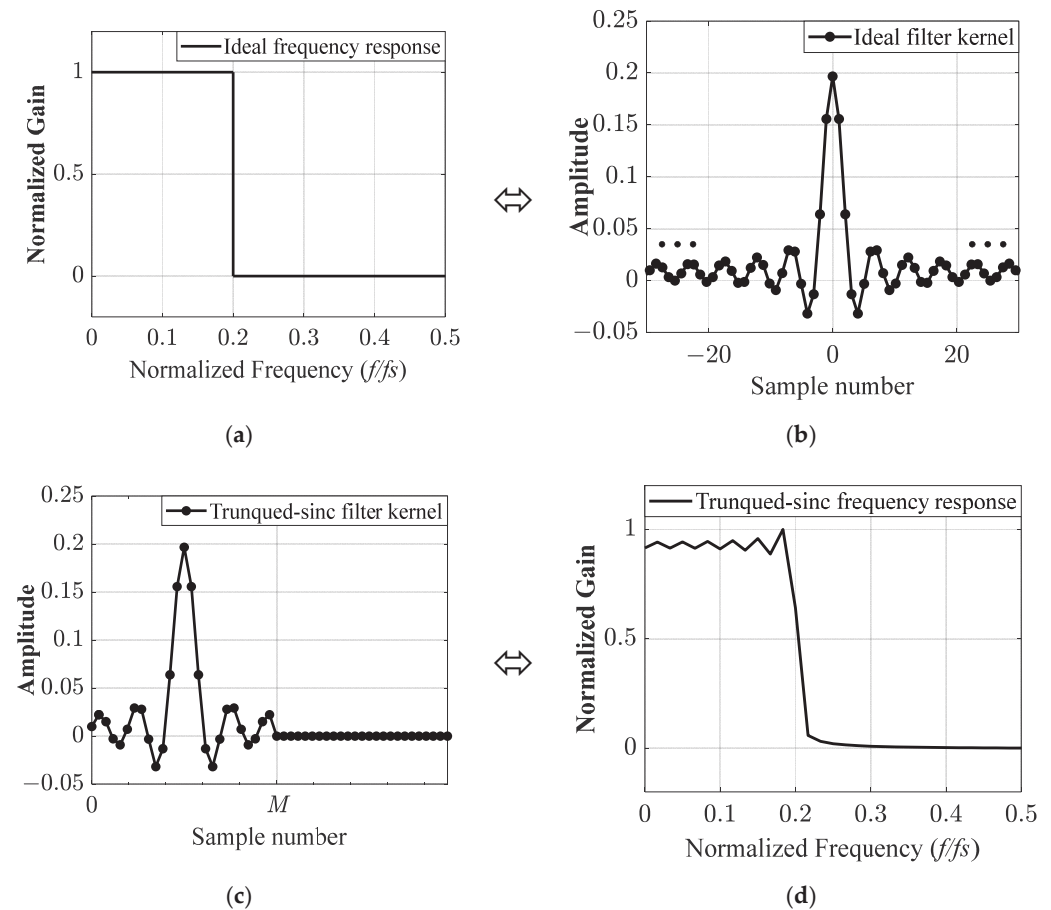 Ideal frequency response
Normalized Gain
1
0.5
0
0 0.1 0.2 0.3 0.4 0.5
Normalized Frequency (f/fs)
(a)
Ideal filter kernel
Amplitude
0.25
0.2
0.15
0.1
0.05
0
−0.05
−20 0 20
Sample number
(b)
Trunqued-sinc filter kernel
Amplitude
0.25
0.2
0.15
0.1
0.05
0
−0.05
0 M
Sample number
(c)
Trunqued-sinc frequency response
Normalized Gain
1
0.5
0
0 0.1 0.2 0.3 0.4 0.5
Normalized Frequency (f/fs)
(d)